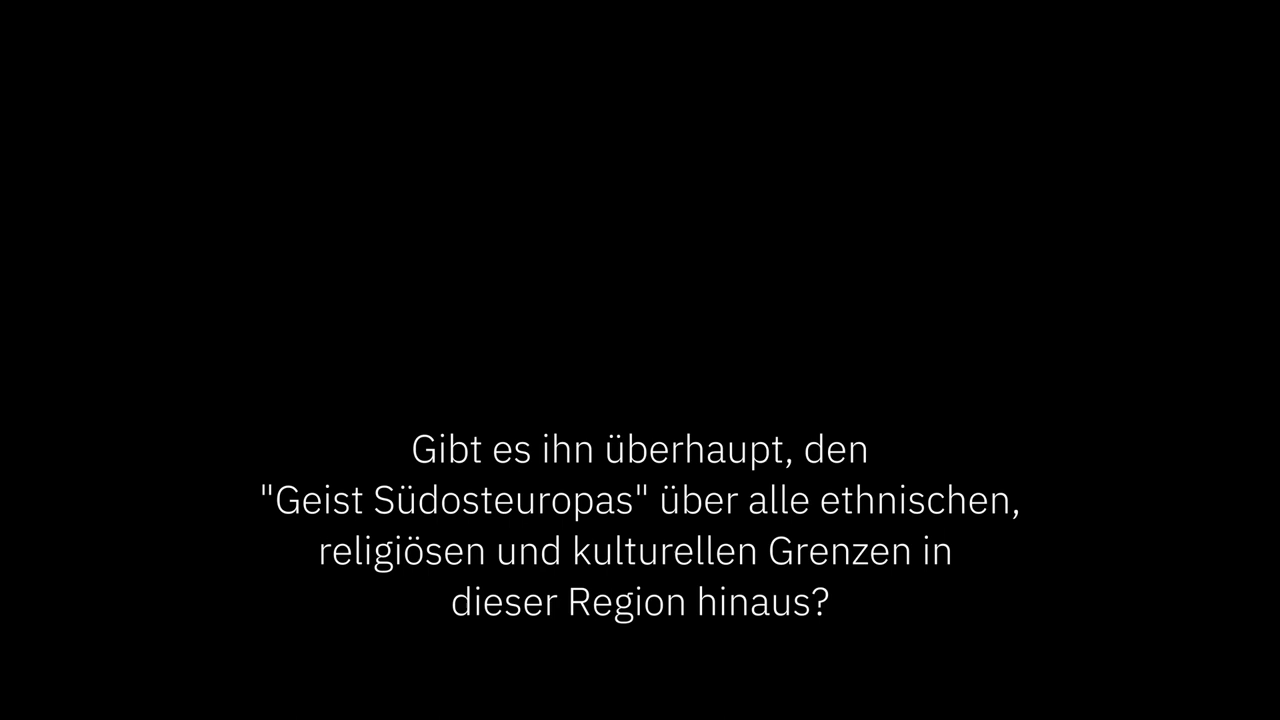 Gibt es ihn überhaupt, den
"Geist Südosteuropas" über alle ethnischen,
religiösen und kulturellen Grenzen in
dieser Region hinaus?